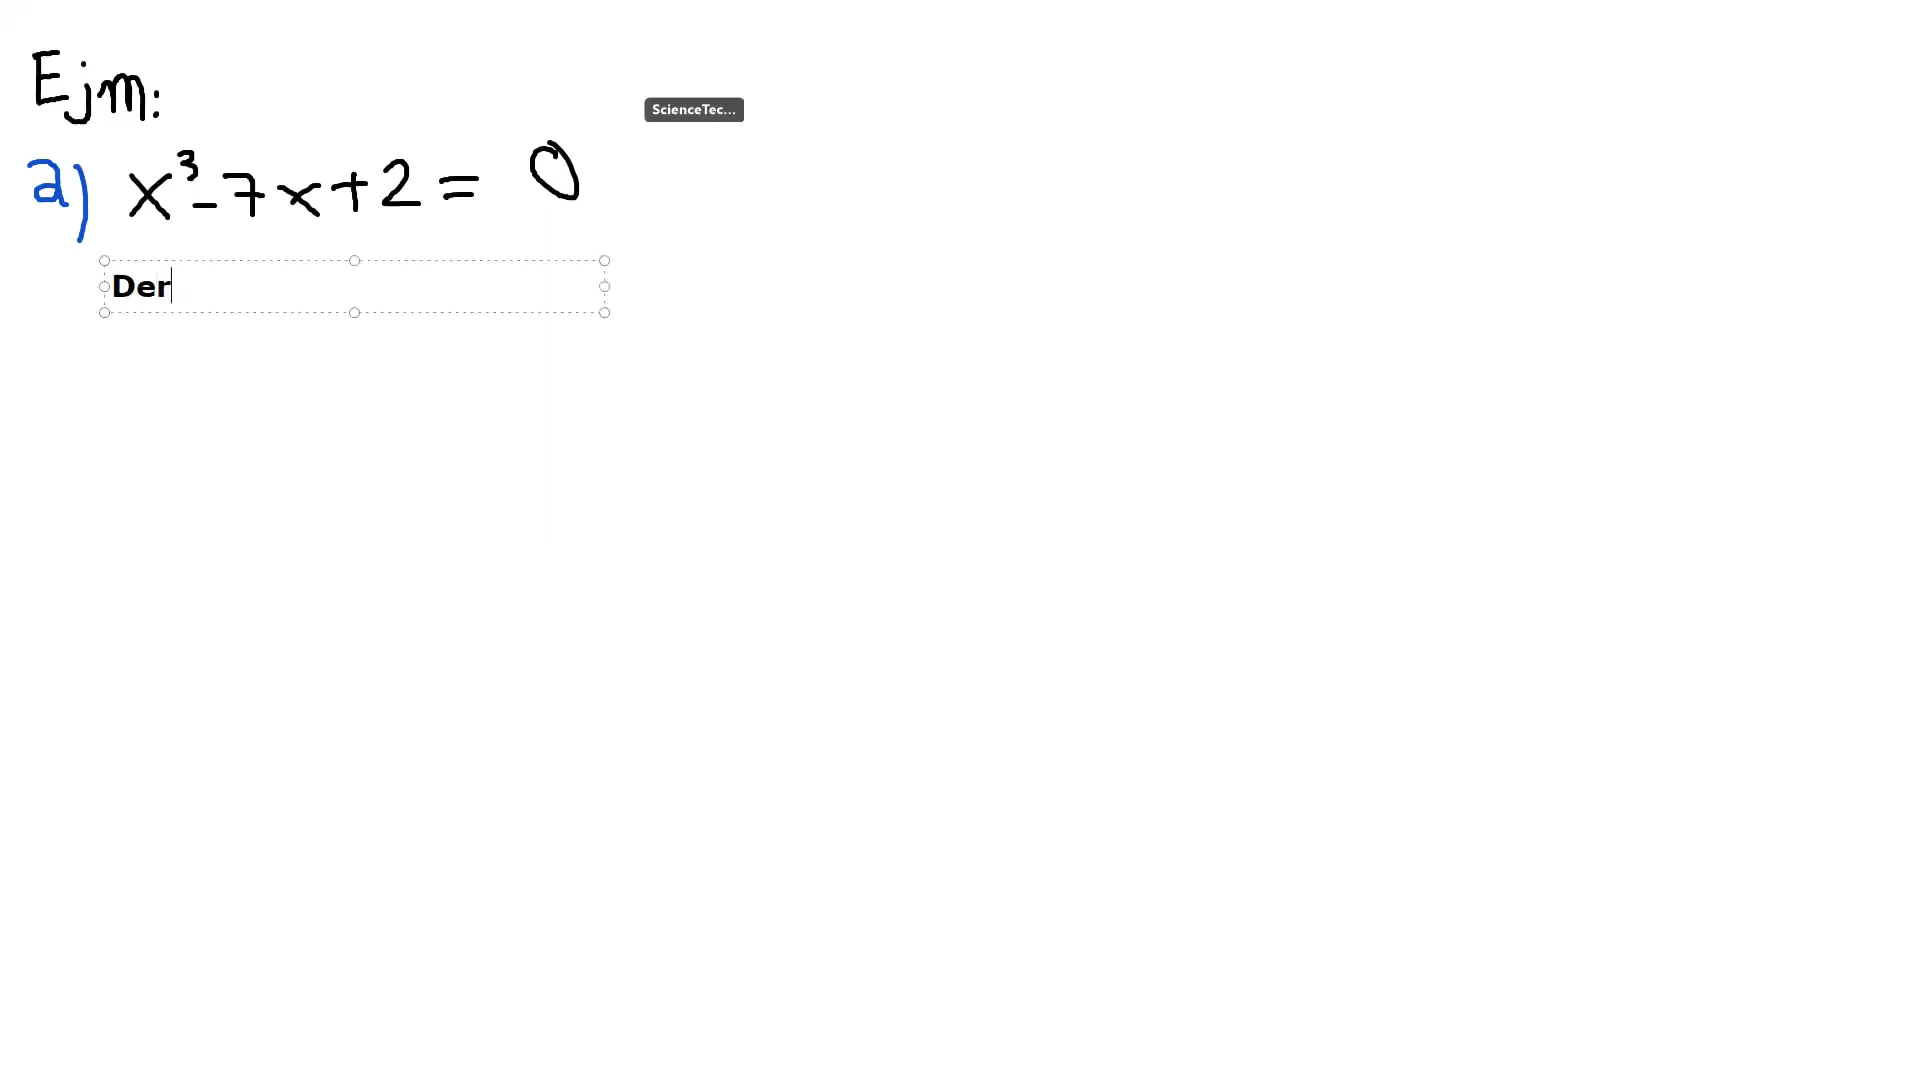 Ejm:
ScienceTec...
a) x³-7x+2= 0
Der